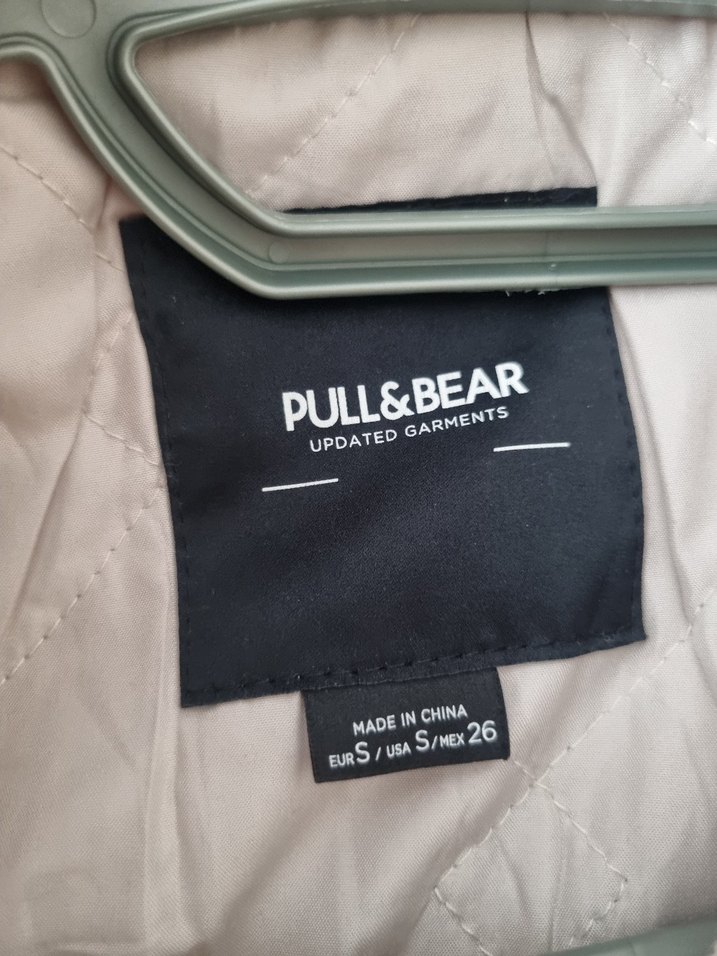 PULL&BEAR
UPDATED GARMENTS
MADE IN CHINA
EUR S / USA S/MEX 26